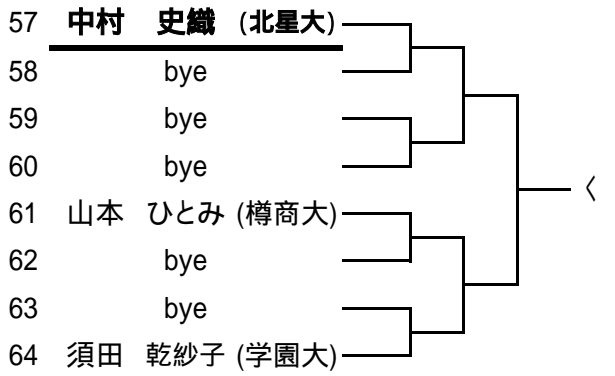 57 中村 史織 (北星大)
58 bye
59 bye
60 bye
61 山本 ひとみ (樽商大)
62 bye
63 bye
64 須田 乾紗子 (学園大)